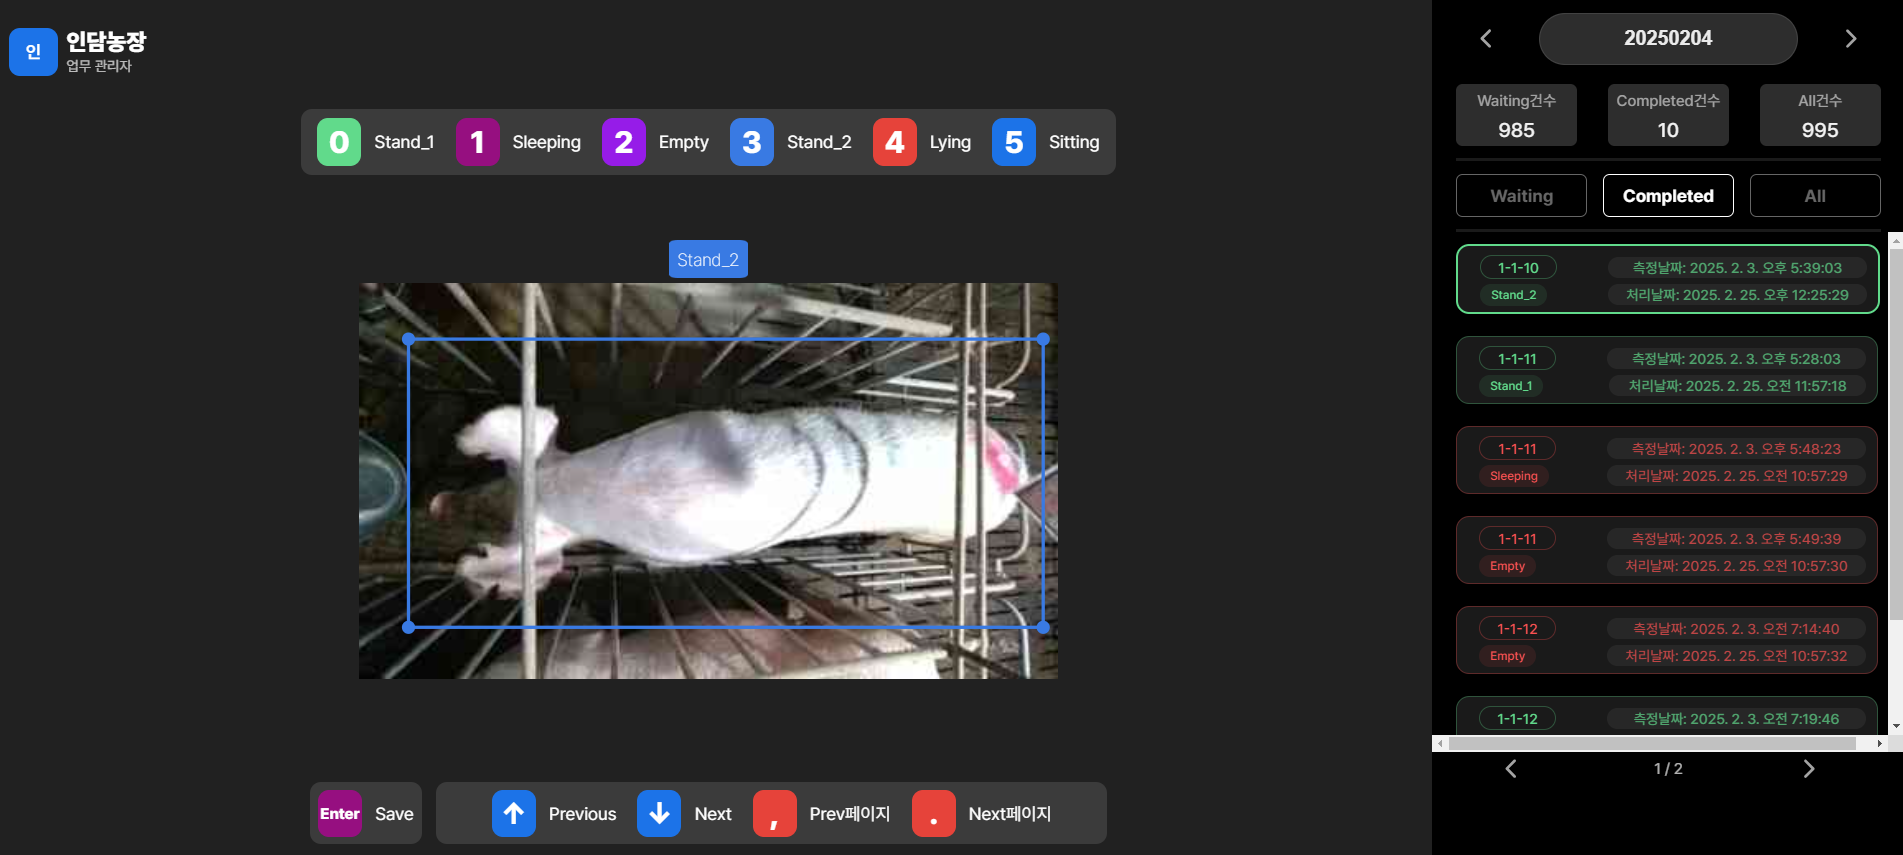 인
인담농장
업무 관리자
0 Stand_1 1 Sleeping 2 Empty 3 Stand_2 4 Lying 5 Sitting
Stand_2
Enter Save
Previous Next , Prev페이지 . Next페이지
20250204
Waiting건수 Completed건수 All건수
985 10 995
Waiting Completed All
1-1-10 측정날짜: 2025. 2. 3. 오후 5:39:03
Stand_2 처리날짜: 2025. 2. 25. 오후 12:25:29
1-1-11 측정날짜: 2025. 2. 3. 오후 5:28:03
Stand_1 처리날짜: 2025. 2. 25. 오전 11:57:18
1-1-11 측정날짜: 2025. 2. 3. 오후 5:48:23
Sleeping 처리날짜: 2025. 2. 25. 오전 10:57:29
1-1-11 측정날짜: 2025. 2. 3. 오후 5:49:39
Empty 처리날짜: 2025. 2. 25. 오전 10:57:30
1-1-12 측정날짜: 2025. 2. 3. 오전 7:14:40
Empty 처리날짜: 2025. 2. 25. 오전 10:57:32
1-1-12 측정날짜: 2025. 2. 3. 오전 7:19:46
1 / 2